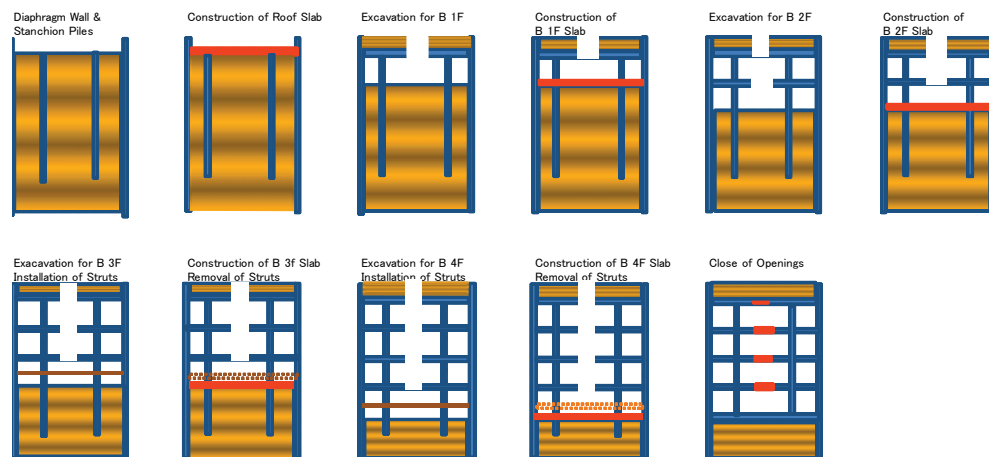 Diaphragm Wall &
Stanchion Piles
Construction of Roof Slab
Excavation for B 1F
Construction of
B 1F Slab
Excavation for B 2F
Construction of
B 2F Slab
Exacavation for B 3F
Installation of Struts
Construction of B 3f Slab
Removal of Struts
Excavation for B 4F
Installation of Struts
Construction of B 4F Slab
Removal of Struts
Close of Openings